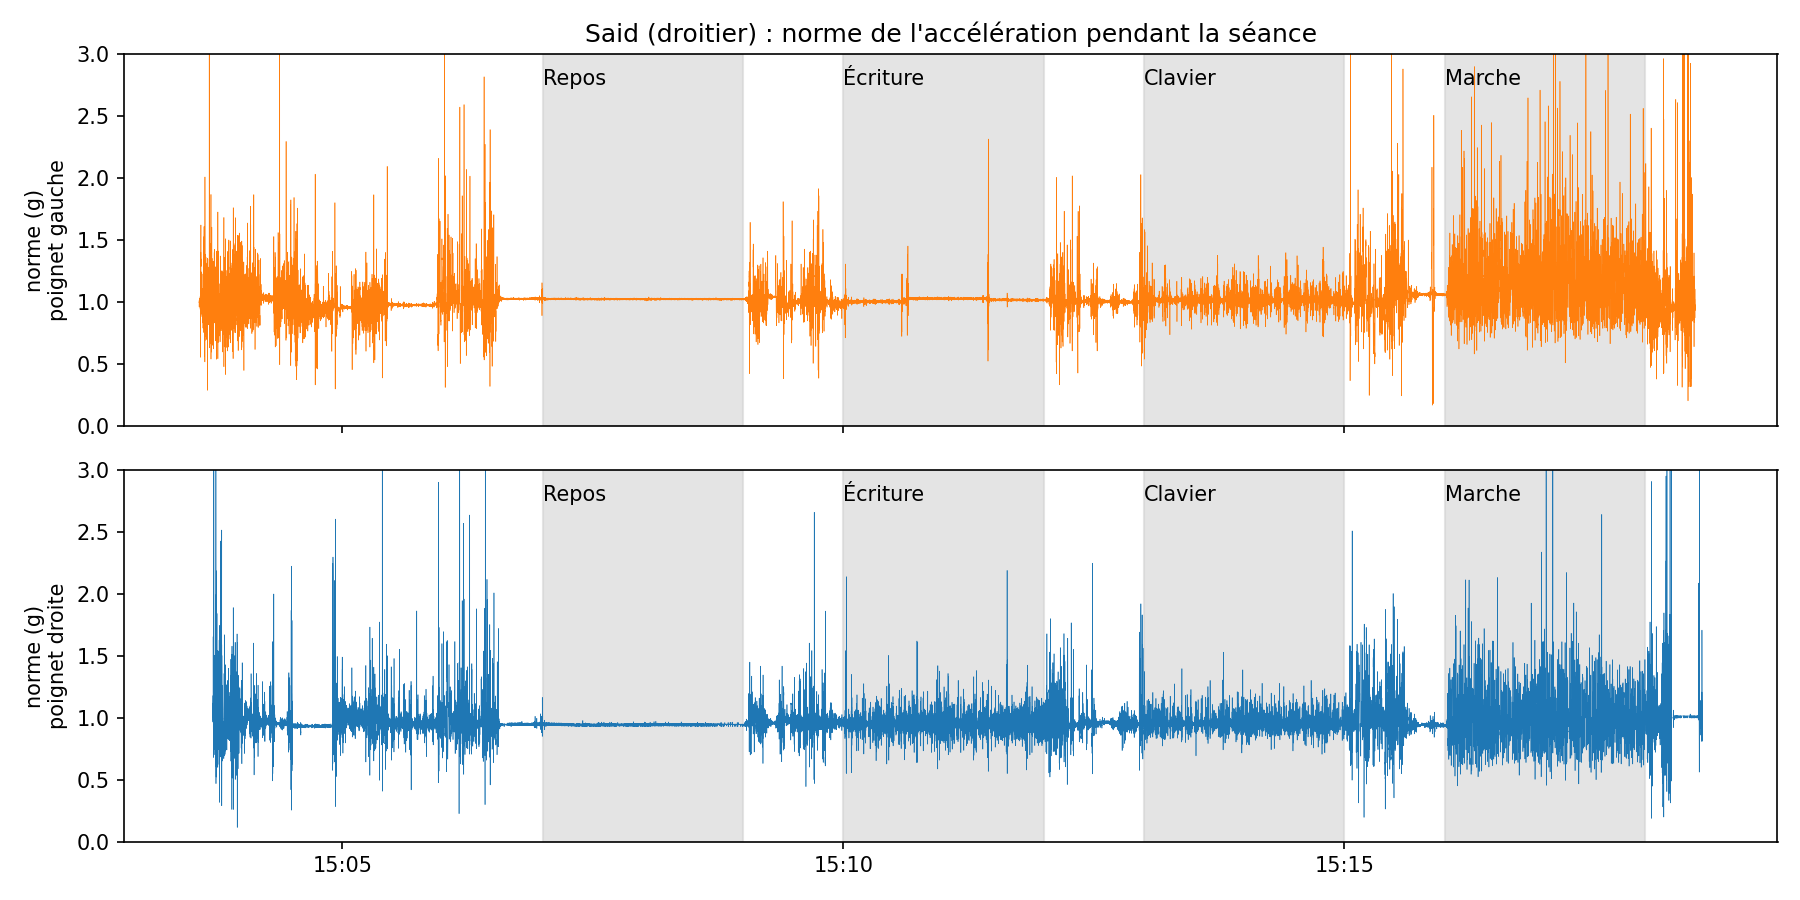 Said (droitier) : norme de l'accélération pendant la séance
norme (g)
poignet gauche
3.0
2.5
2.0
1.5
1.0
0.5
0.0
Repos
Écriture
Clavier
Marche
norme (g)
poignet droite
3.0
2.5
2.0
1.5
1.0
0.5
0.0
Repos
Écriture
Clavier
Marche
15:05
15:10
15:15